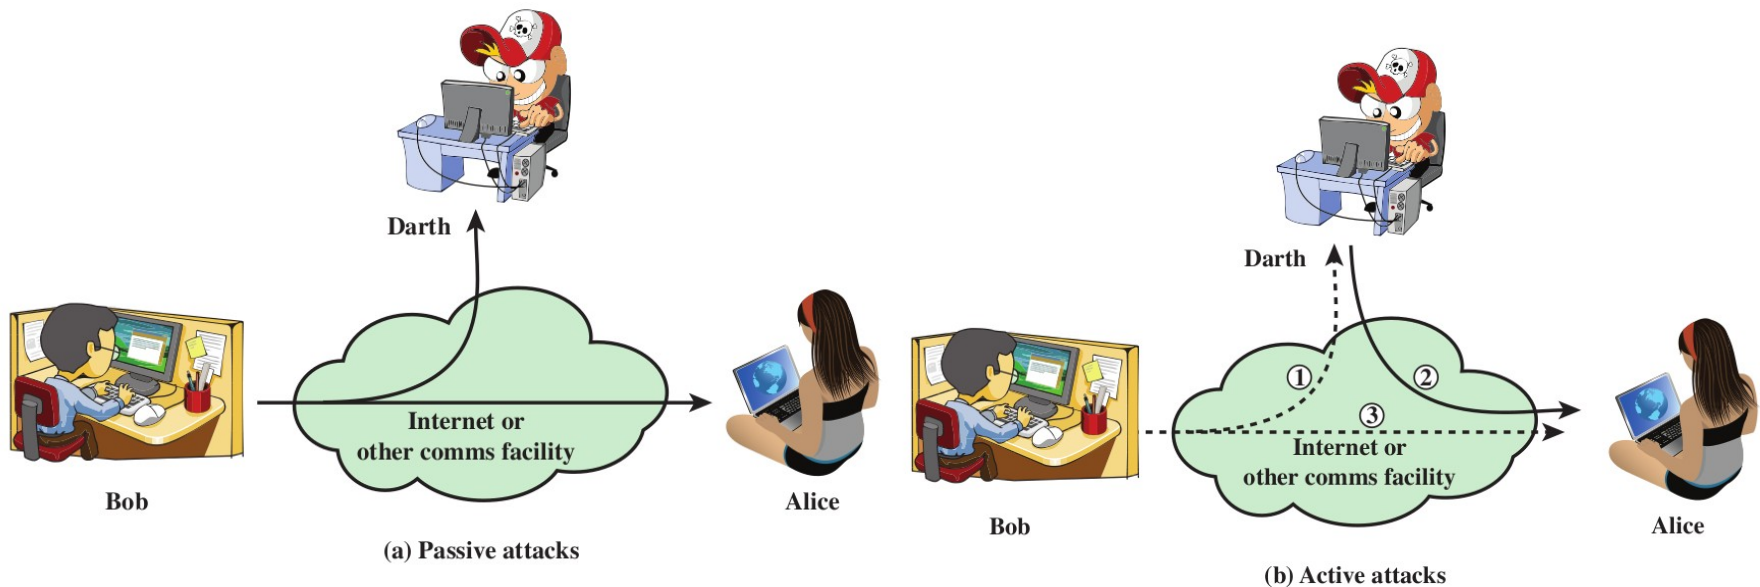 Darth
Internet or
other comms facility
Bob
Alice
(a) Passive attacks
Darth
1
2
3
Internet or
other comms facility
Bob
Alice
(b) Active attacks